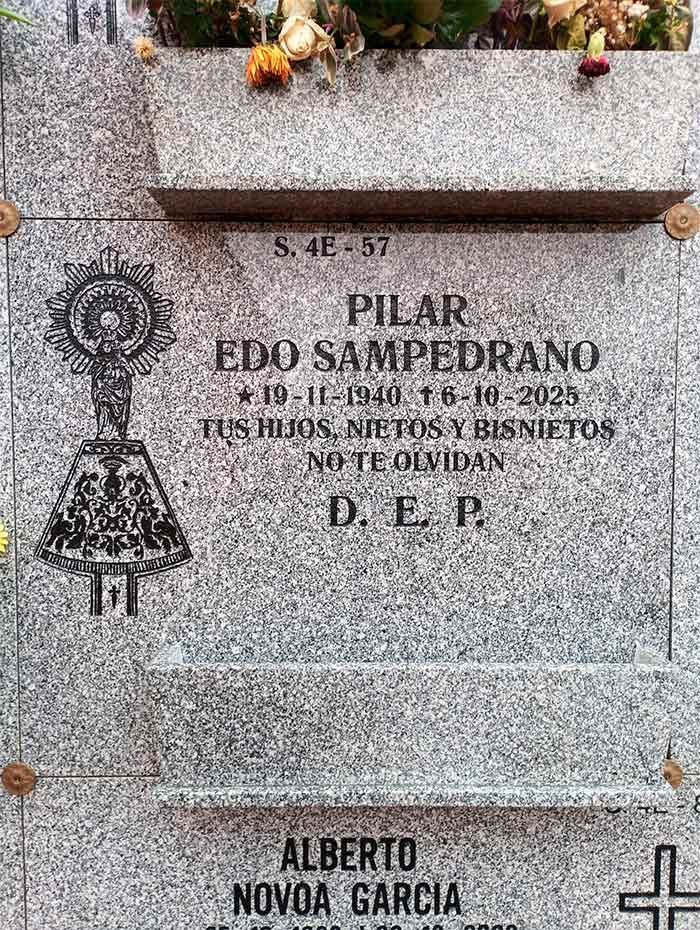 S. 4E - 57
PILAR
EDO SAMPEDRANO
★ 19-11-1940 ✝ 6-10-2025
TUS HIJOS, NIETOS Y BISNIETOS
NO TE OLVIDAN
D. E. P.
ALBERTO
NOVOA GARCIA